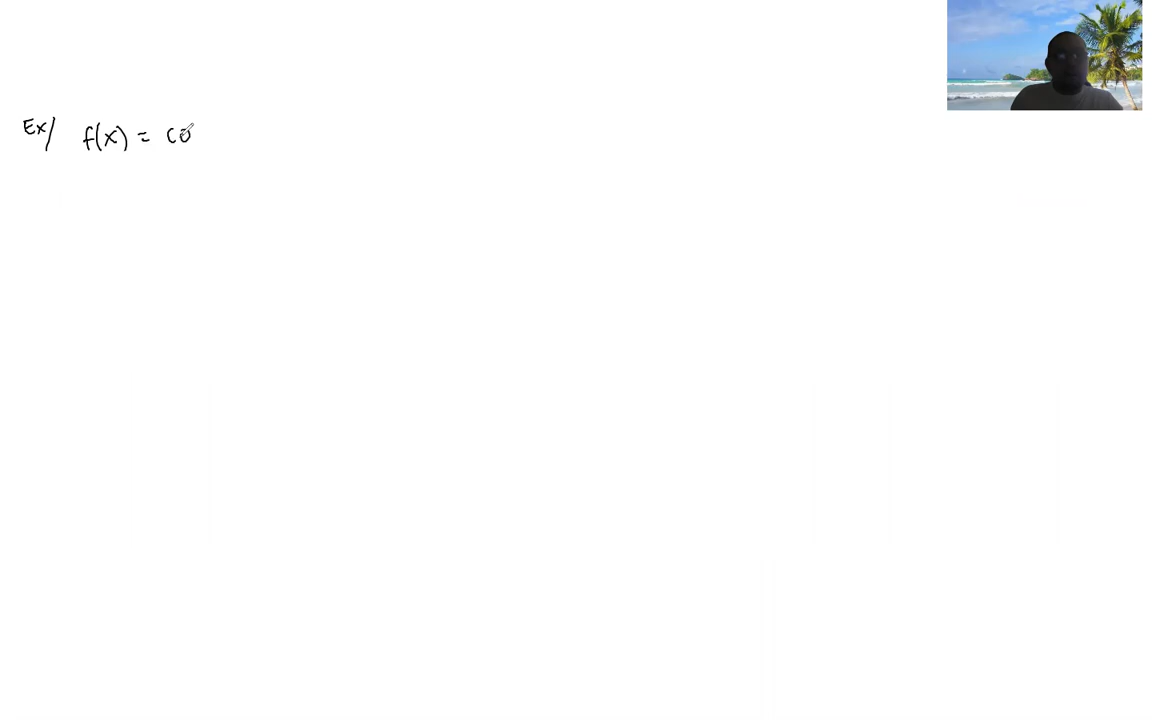 Ex/ f(x) = co